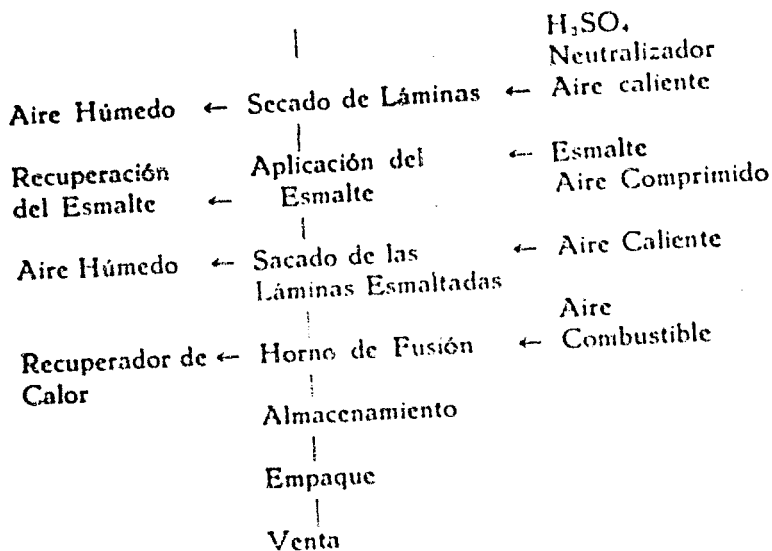 H₂SO₄
Neutralizador
Aire Húmedo ← Secado de Láminas ← Aire caliente
Recuperación del Esmalte ← Aplicación del Esmalte ← Esmalte Aire Comprimido
Aire Húmedo ← Sacado de las Láminas Esmaltadas ← Aire Caliente
Recuperador de Calor ← Horno de Fusión ← Aire Combustible
Almacenamiento
Empaque
Venta